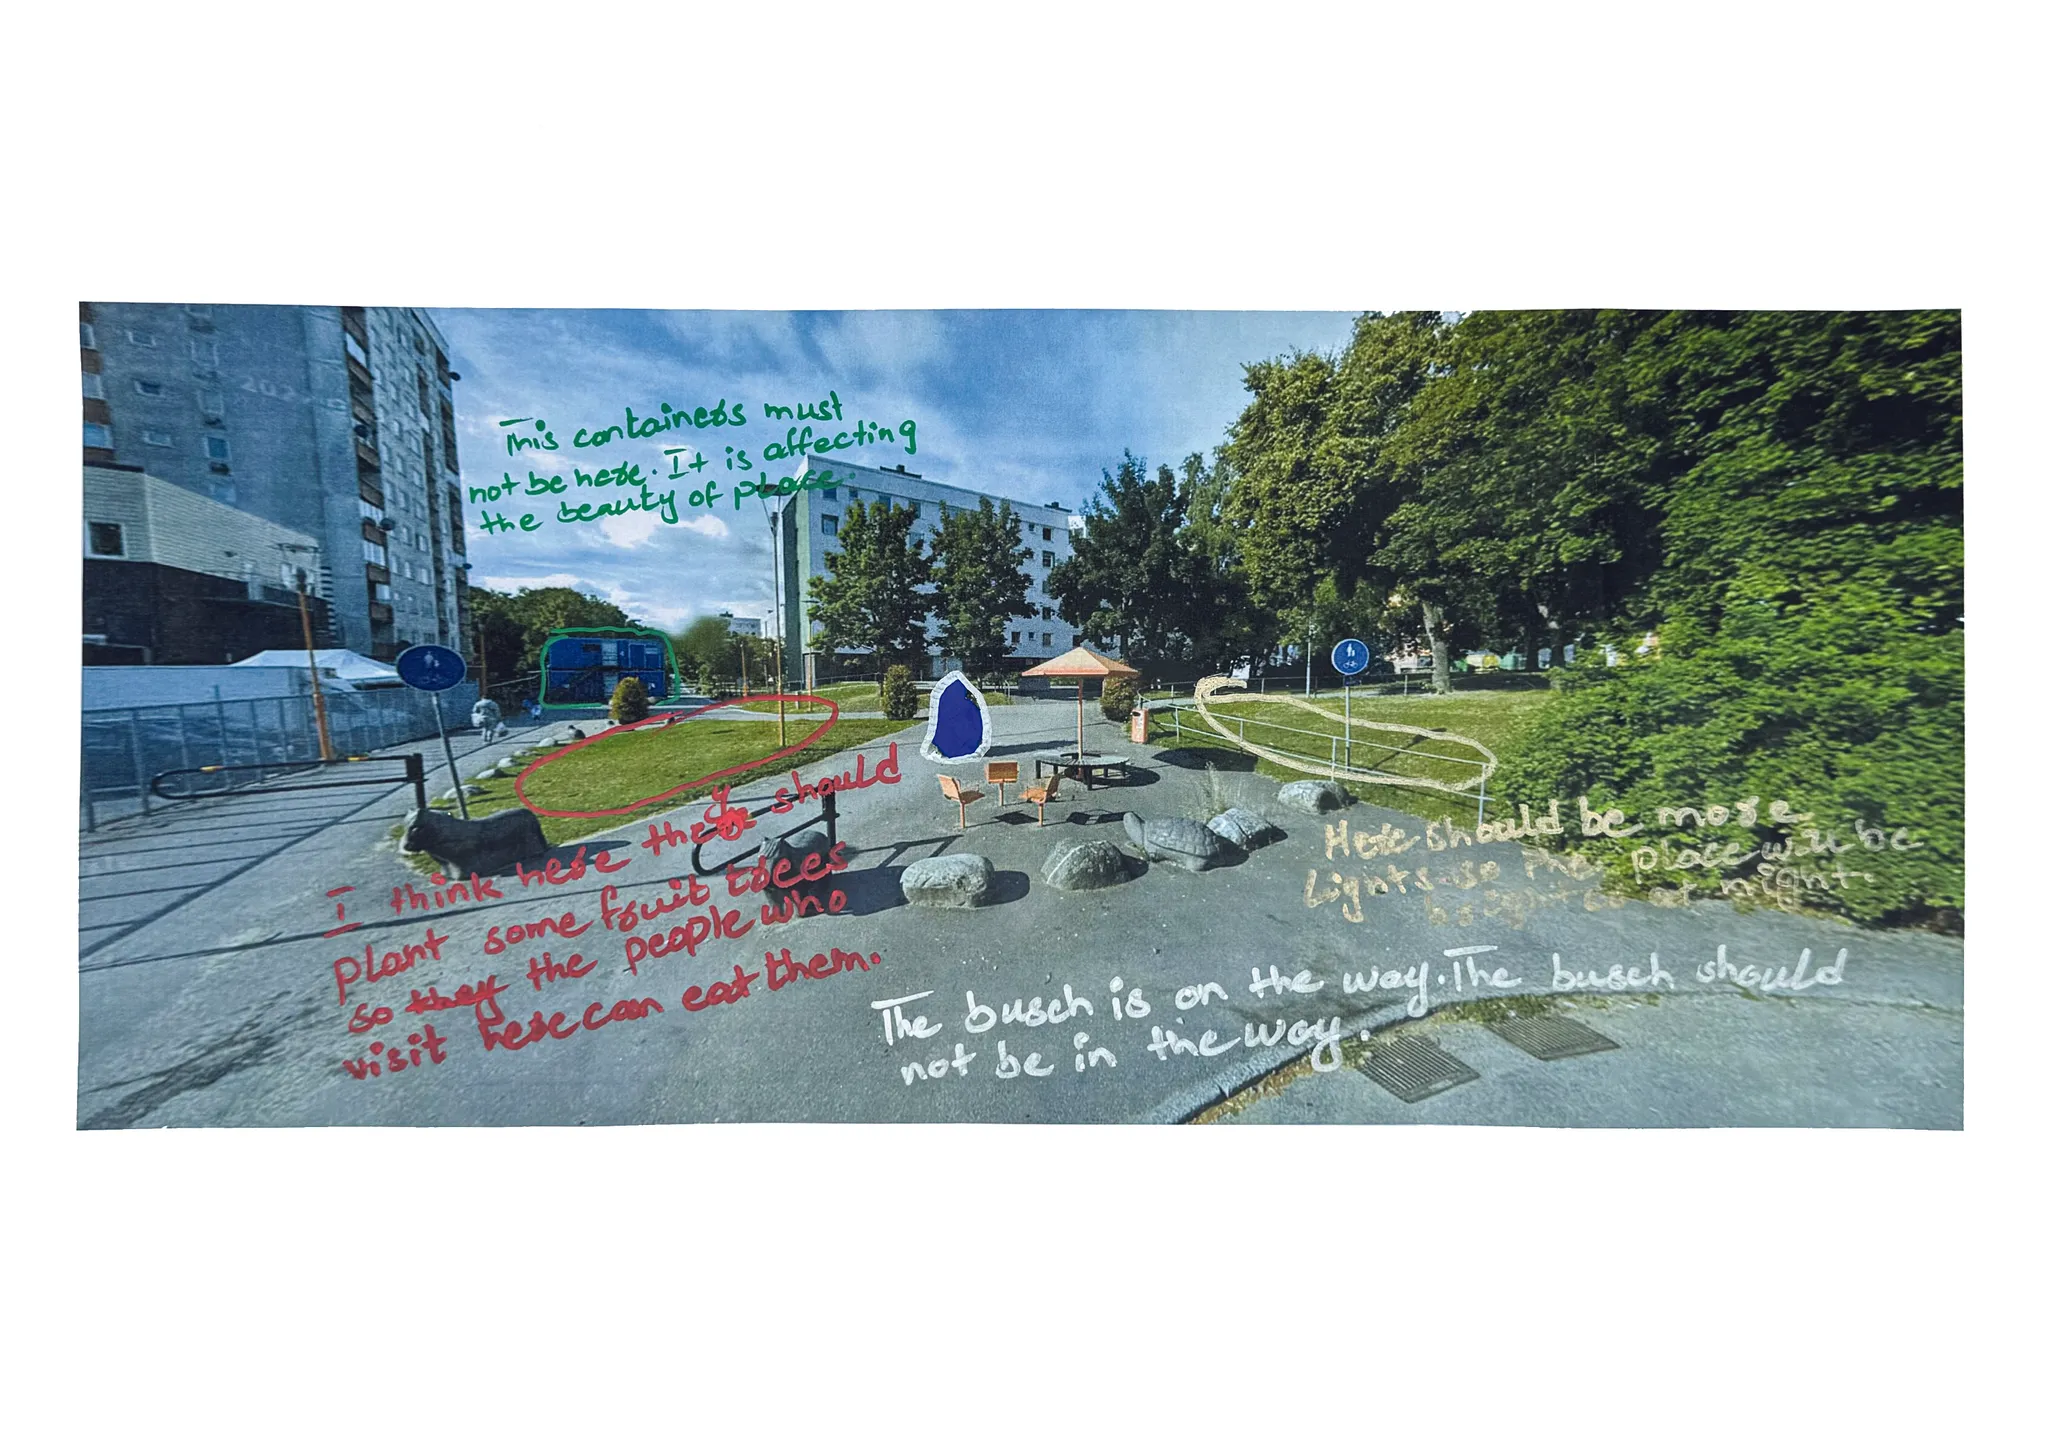 This containers must
not be here. It is affecting
the beauty of place
I think here they should
plant some fruit trees
so they the people who
visit here can eat them.
Here should be more
Lights so the place will be
bright at night.
The busch is on the way. The busch should
not be in the way.